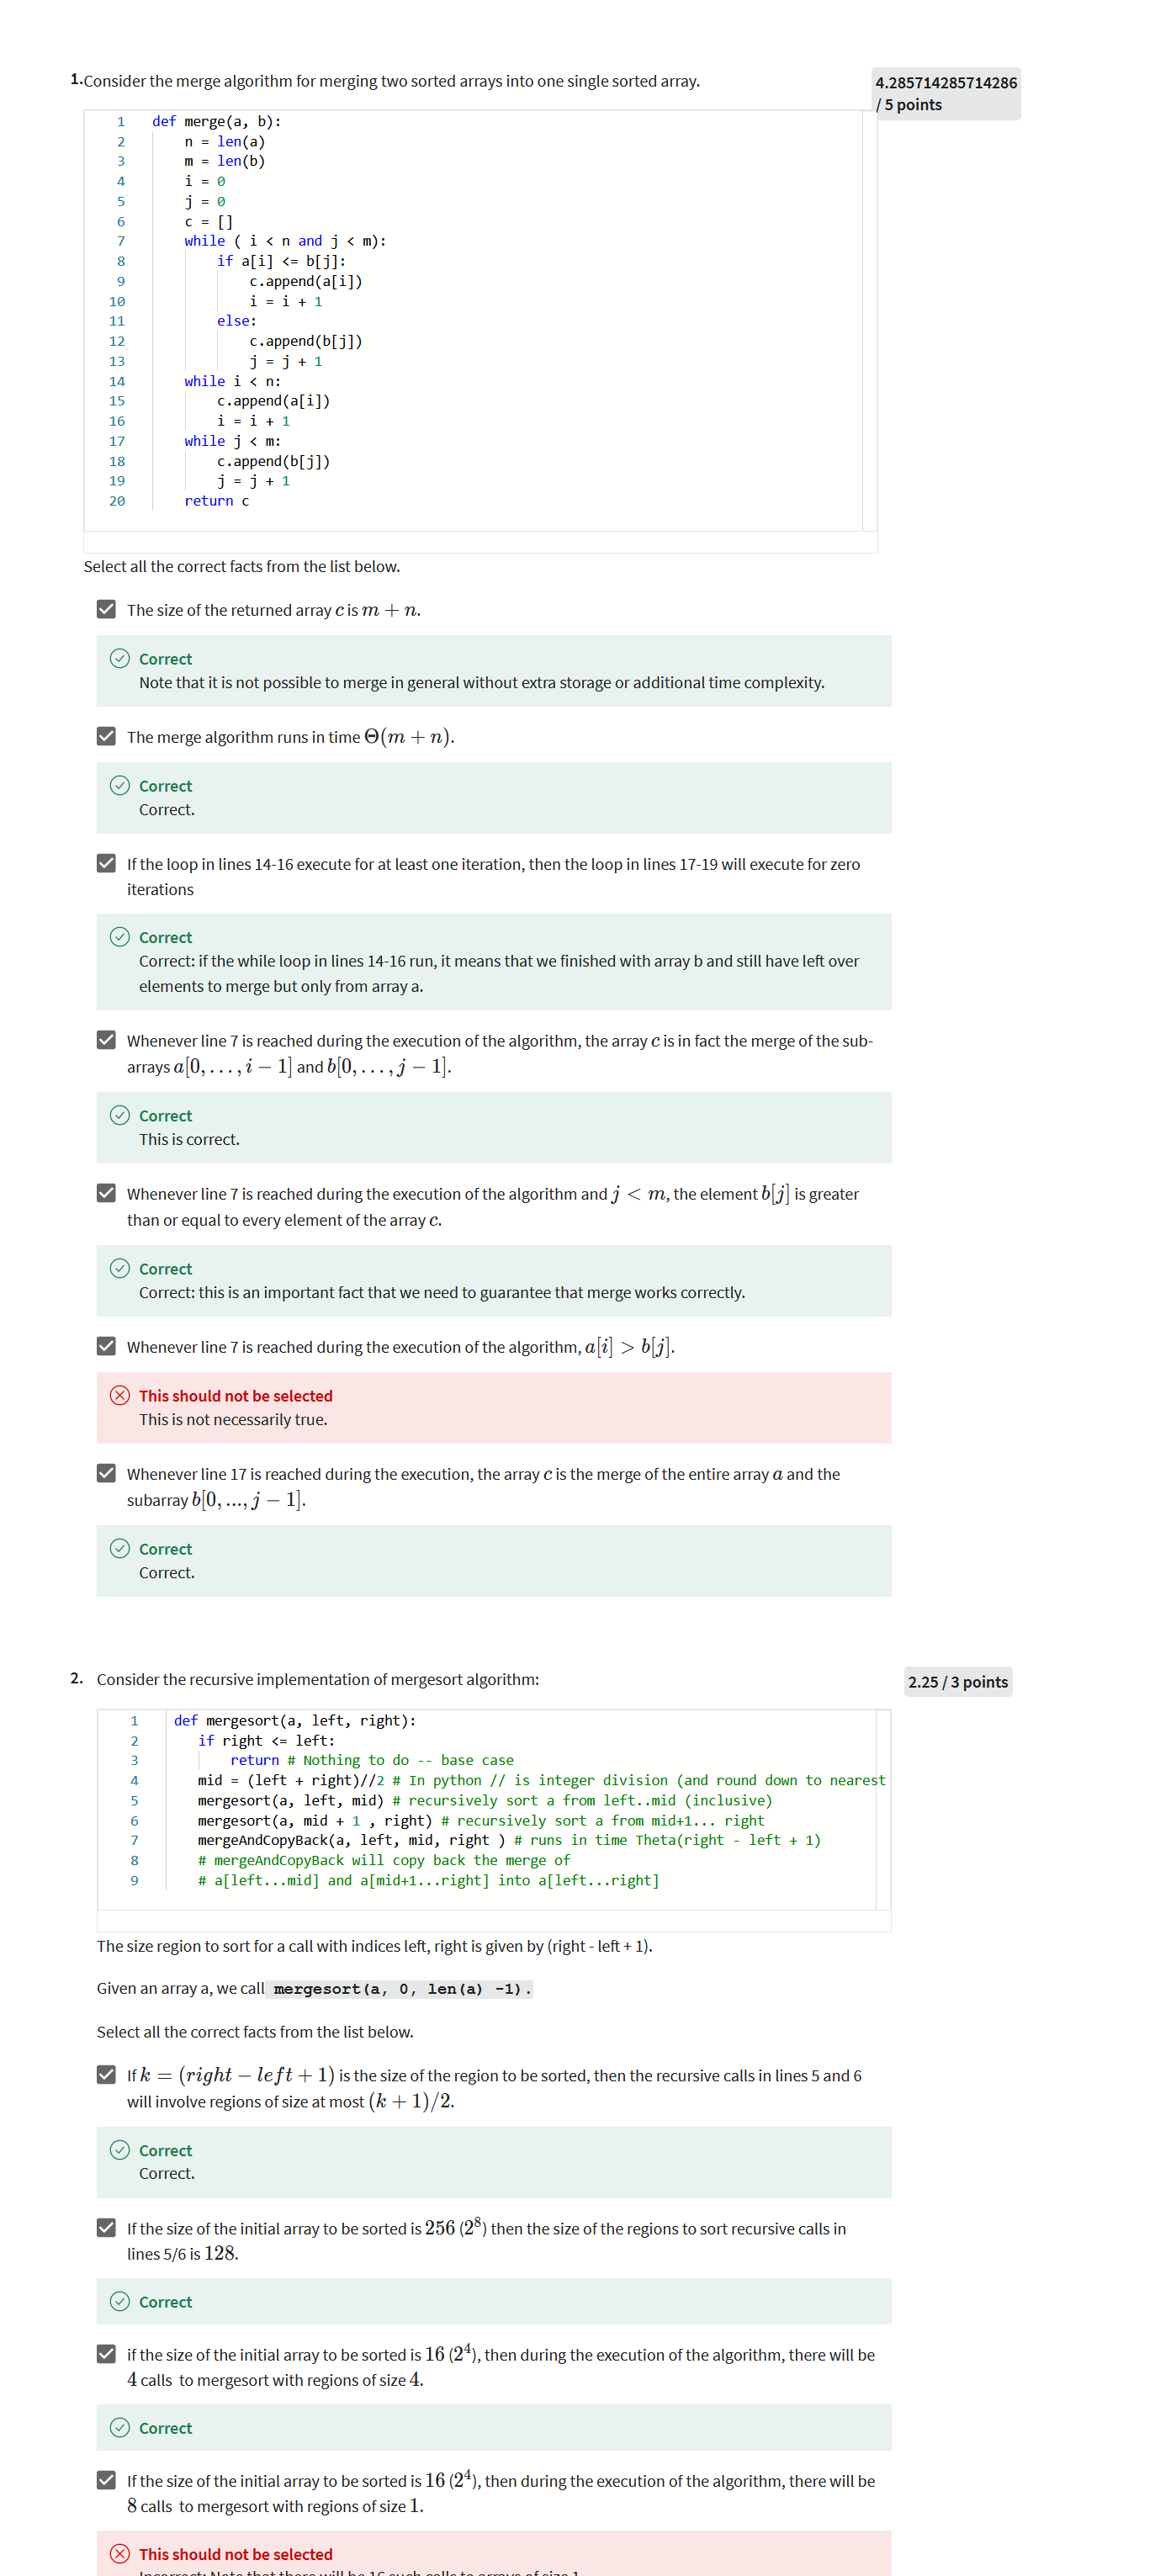 1. Consider the merge algorithm for merging two sorted arrays into one single sorted array.
4.285714285714286
/ 5 points
1 def merge(a, b):
2 n = len(a)
3 m = len(b)
4 i = 0
5 j = 0
6 c = []
7 while ( i < n and j < m):
8 if a[i] <= b[j]:
9 c.append(a[i])
10 i = i + 1
11 else:
12 c.append(b[j])
13 j = j + 1
14 while i < n:
15 c.append(a[i])
16 i = i + 1
17 while j < m:
18 c.append(b[j])
19 j = j + 1
20 return c
Select all the correct facts from the list below.
The size of the returned array c is m + n.
Correct
Note that it is not possible to merge in general without extra storage or additional time complexity.
The merge algorithm runs in time Θ(m + n).
Correct
Correct.
If the loop in lines 14-16 execute for at least one iteration, then the loop in lines 17-19 will execute for zero
iterations
Correct
Correct: if the while loop in lines 14-16 run, it means that we finished with array b and still have left over
elements to merge but only from array a.
Whenever line 7 is reached during the execution of the algorithm, the array c is in fact the merge of the sub-
arrays a[0, . . . , i − 1] and b[0, . . . , j − 1].
Correct
This is correct.
Whenever line 7 is reached during the execution of the algorithm and j < m, the element b[j] is greater
than or equal to every element of the array c.
Correct
Correct: this is an important fact that we need to guarantee that merge works correctly.
Whenever line 7 is reached during the execution of the algorithm, a[i] > b[j].
This should not be selected
This is not necessarily true.
Whenever line 17 is reached during the execution, the array c is the merge of the entire array a and the
subarray b[0, ..., j − 1].
Correct
Correct.
2. Consider the recursive implementation of mergesort algorithm:
2.25 / 3 points
1 def mergesort(a, left, right):
2 if right <= left:
3 return # Nothing to do -- base case
4 mid = (left + right)//2 # In python // is integer division (and round down to nearest
5 mergesort(a, left, mid) # recursively sort a from left..mid (inclusive)
6 mergesort(a, mid + 1 , right) # recursively sort a from mid+1... right
7 mergeAndCopyBack(a, left, mid, right ) # runs in time Theta(right - left + 1)
8 # mergeAndCopyBack will copy back the merge of
9 # a[left...mid] and a[mid+1...right] into a[left...right]
The size region to sort for a call with indices left, right is given by (right - left + 1).
Given an array a, we call mergesort(a, 0, len(a) -1).
Select all the correct facts from the list below.
If k = (right − left + 1) is the size of the region to be sorted, then the recursive calls in lines 5 and 6
will involve regions of size at most (k + 1)/2.
Correct
Correct.
If the size of the initial array to be sorted is 256 (2⁸) then the size of the regions to sort recursive calls in
lines 5/6 is 128.
Correct
if the size of the initial array to be sorted is 16 (2⁴), then during the execution of the algorithm, there will be
4 calls to mergesort with regions of size 4.
Correct
If the size of the initial array to be sorted is 16 (2⁴), then during the execution of the algorithm, there will be
8 calls to mergesort with regions of size 1.
This should not be selected
Incorrect: Note that there will be 16 such calls to arrays of size 1